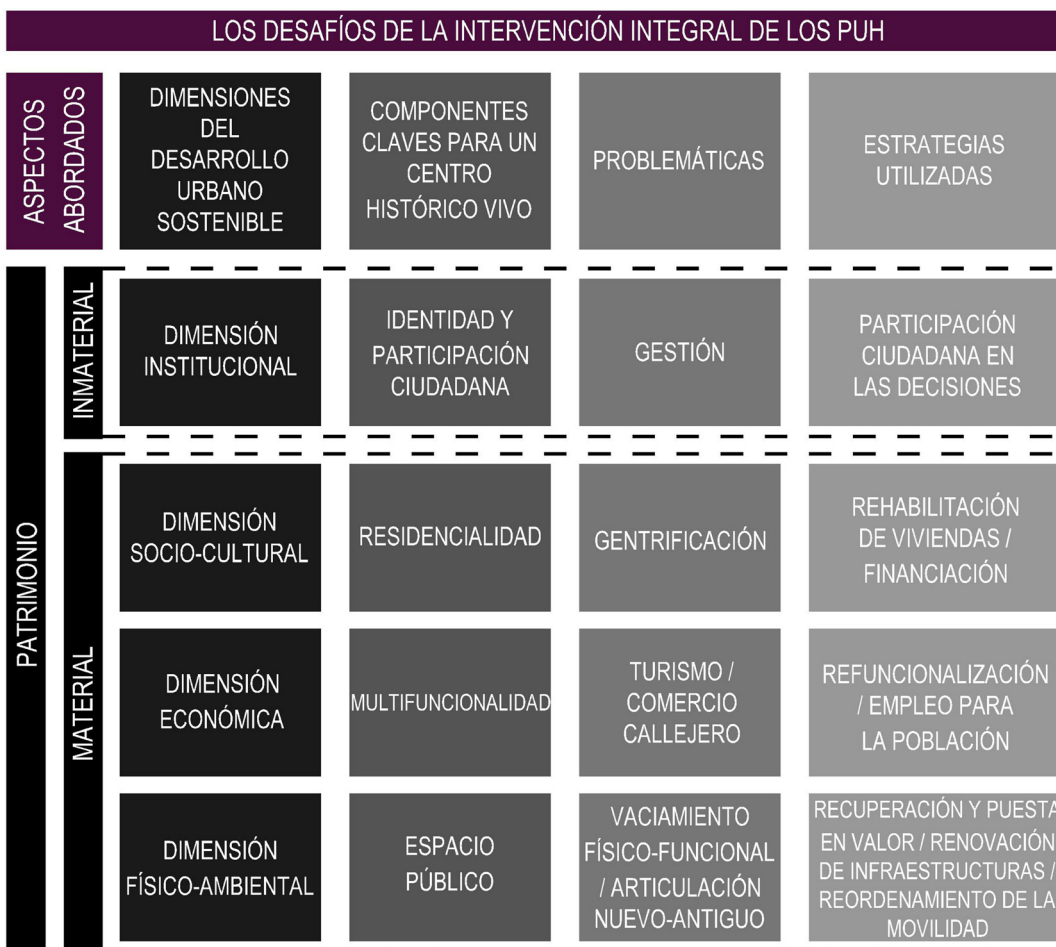 LOS DESAFÍOS DE LA INTERVENCIÓN INTEGRAL DE LOS PUH
ASPECTOS
ABORDADOS
DIMENSIONES
DEL
DESARROLLO
URBANO
SOSTENIBLE
COMPONENTES
CLAVES PARA UN
CENTRO
HISTÓRICO VIVO
PROBLEMÁTICAS
ESTRATEGIAS
UTILIZADAS
PATRIMONIO
INMATERIAL
DIMENSIÓN
INSTITUCIONAL
IDENTIDAD Y
PARTICIPACIÓN
CIUDADANA
GESTIÓN
PARTICIPACIÓN
CIUDADANA EN
LAS DECISIONES
MATERIAL
DIMENSIÓN
SOCIO-CULTURAL
RESIDENCIALIDAD
GENTRIFICACIÓN
REHABILITACIÓN
DE VIVIENDAS /
FINANCIACIÓN
DIMENSIÓN
ECONÓMICA
MULTIFUNCIONALIDAD
TURISMO /
COMERCIO
CALLEJERO
REFUNCIONALIZACIÓN
/ EMPLEO PARA
LA POBLACIÓN
DIMENSIÓN
FÍSICO-AMBIENTAL
ESPACIO
PÚBLICO
VACIAMIENTO
FÍSICO-FUNCIONAL
/ ARTICULACIÓN
NUEVO-ANTIGUO
RECUPERACIÓN Y PUESTA
EN VALOR / RENOVACIÓN
DE INFRAESTRUCTURAS /
REORDENAMIENTO DE LA
MOVILIDAD